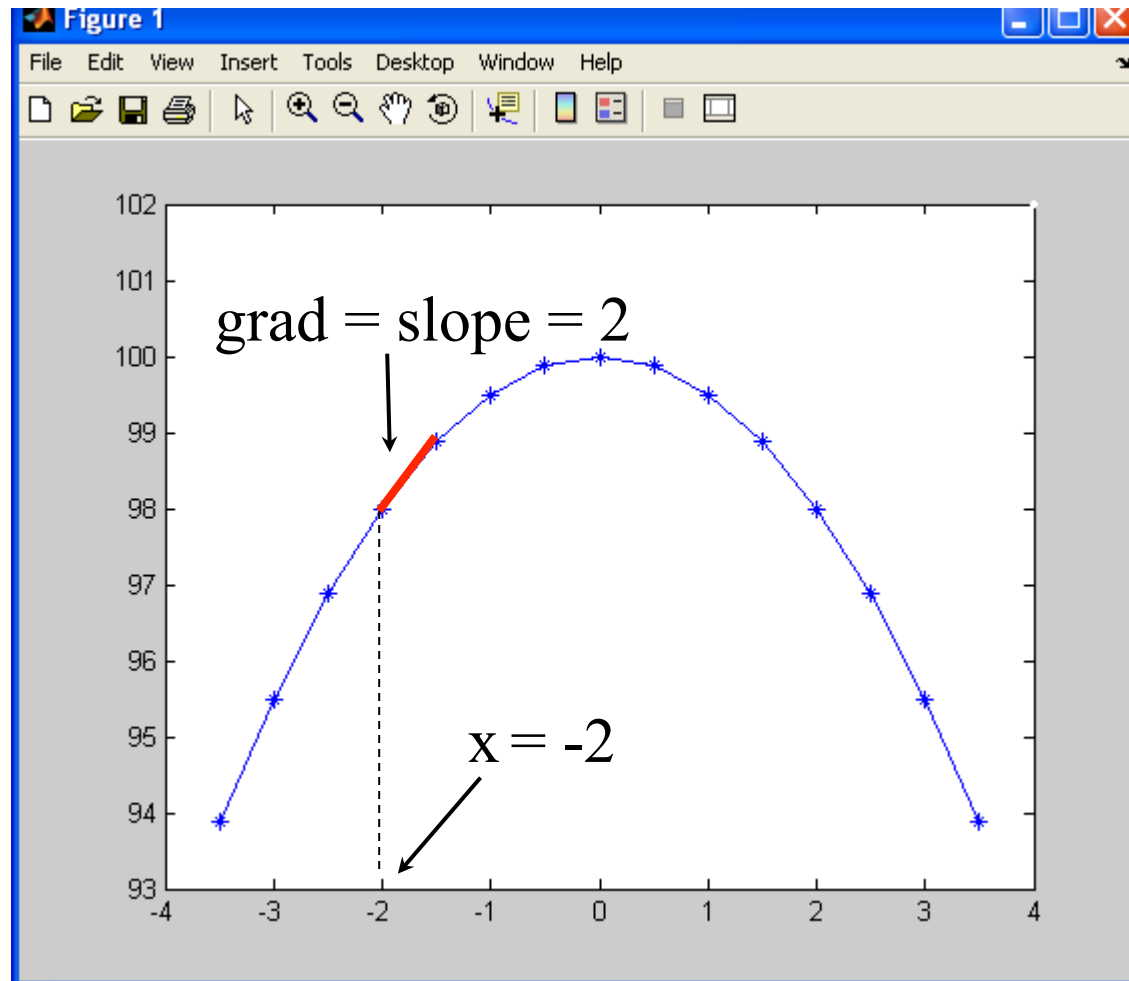 Figure 1
File Edit View Insert Tools Desktop Window Help
102
101
grad = slope = 2
100
99
98
97
96
95
x = -2
94
93
-4 -3 -2 -1 0 1 2 3 4